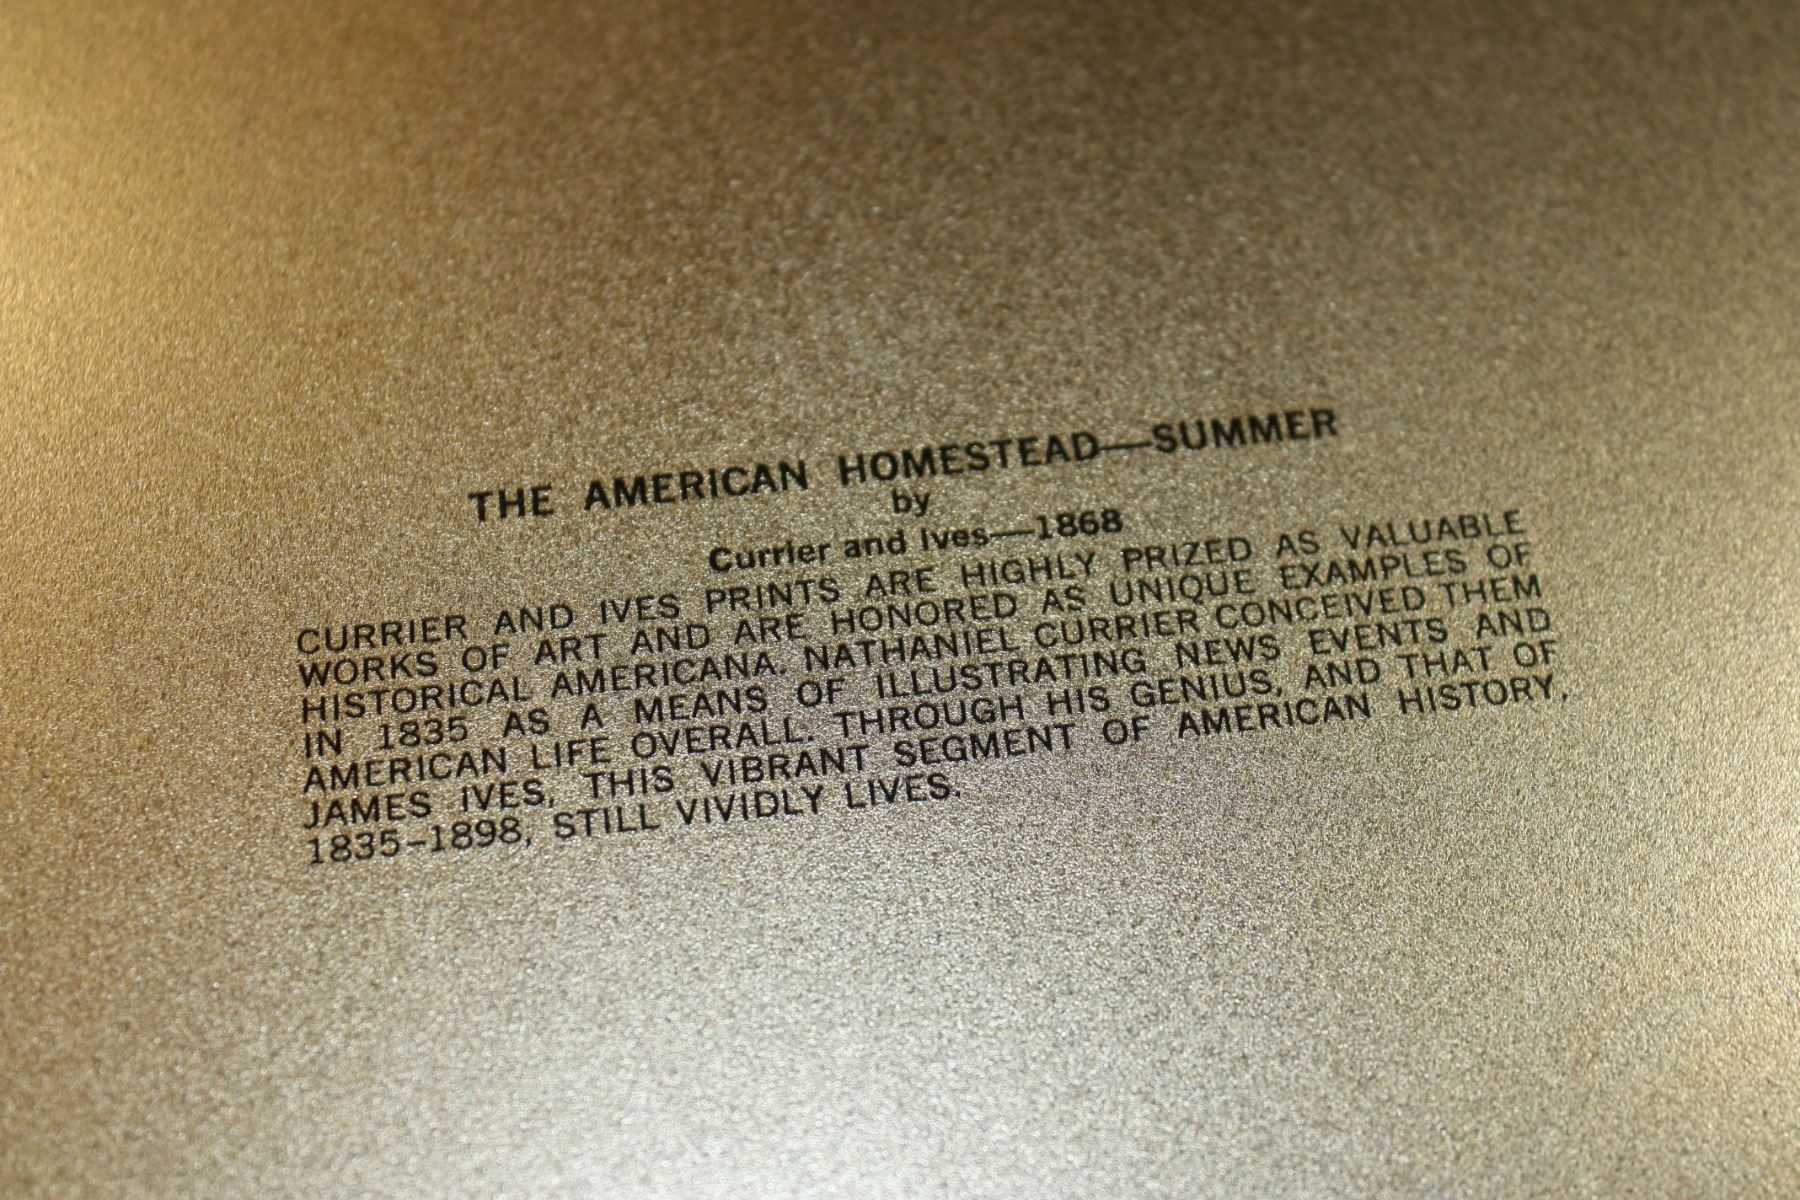 THE AMERICAN HOMESTEAD—SUMMER
by
Currier and Ives—1868
CURRIER AND IVES PRINTS ARE HIGHLY PRIZED AS VALUABLE
WORKS OF ART AND ARE HONORED AS UNIQUE EXAMPLES OF
HISTORICAL AMERICANA. NATHANIEL CURRIER CONCEIVED THEM
IN 1835 AS A MEANS OF ILLUSTRATING NEWS EVENTS AND
AMERICAN LIFE OVERALL. THROUGH HIS GENIUS, AND THAT OF
JAMES IVES, THIS VIBRANT SEGMENT OF AMERICAN HISTORY,
1835-1898, STILL VIVIDLY LIVES.